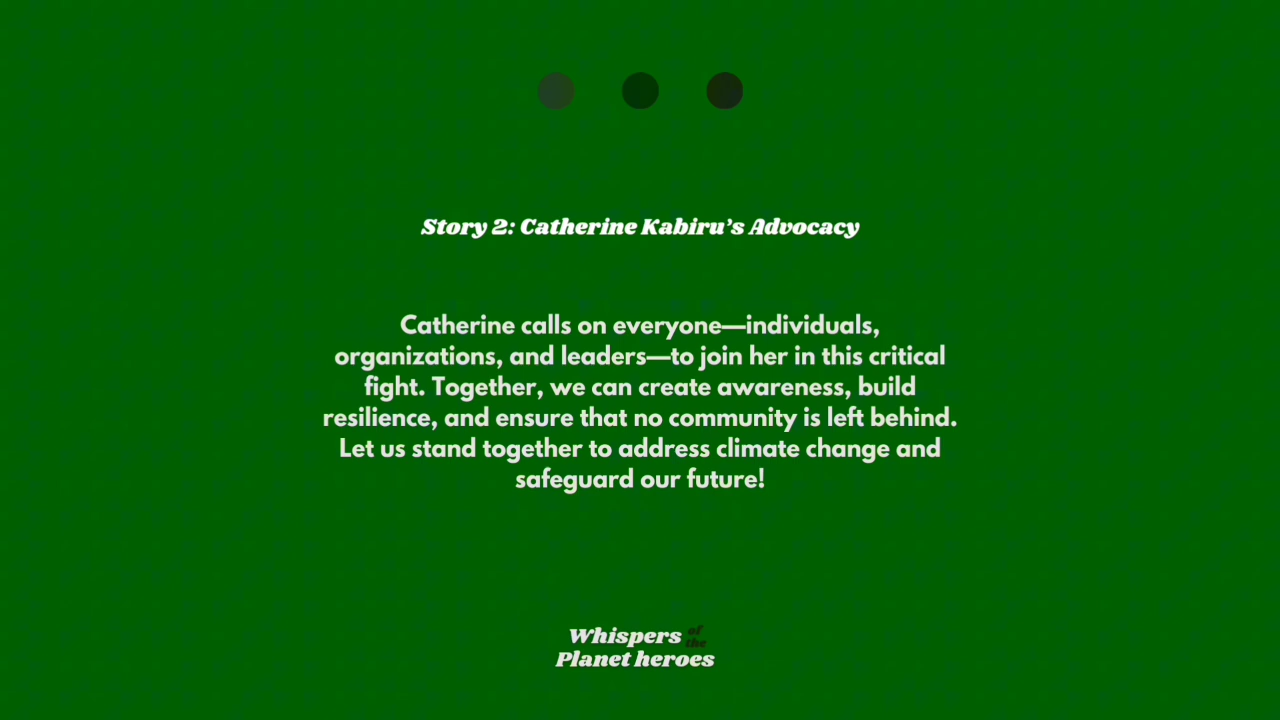 Story 2: Catherine Kabiru’s Advocacy
Catherine calls on everyone—individuals,
organizations, and leaders—to join her in this critical
fight. Together, we can create awareness, build
resilience, and ensure that no community is left behind.
Let us stand together to address climate change and
safeguard our future!
Whispers of the
Planet heroes